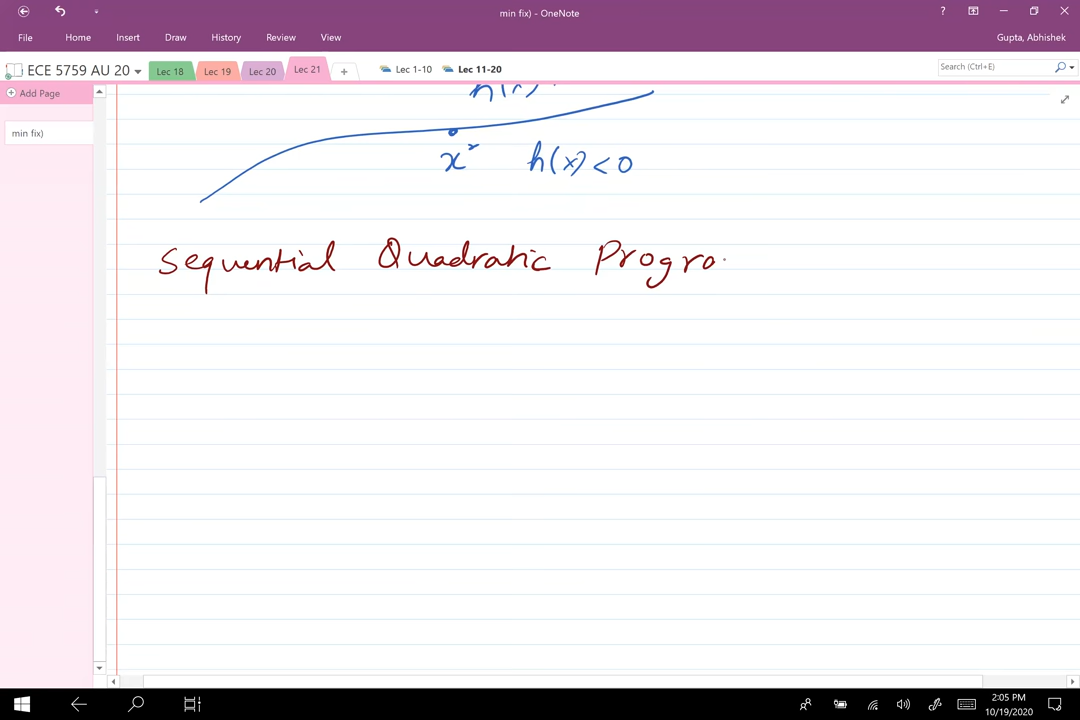 min fix) - OneNote
?
File Home Insert Draw History Review View
Gupta, Abhishek
ECE 5759 AU 20
Lec 18
Lec 19
Lec 20
Lec 21
+
Lec 1-10
Lec 11-20
Search (Ctrl+E)
Add Page
min fix)
x² h(x) < 0
Sequential Quadratic Progra
2:05 PM
10/19/2020